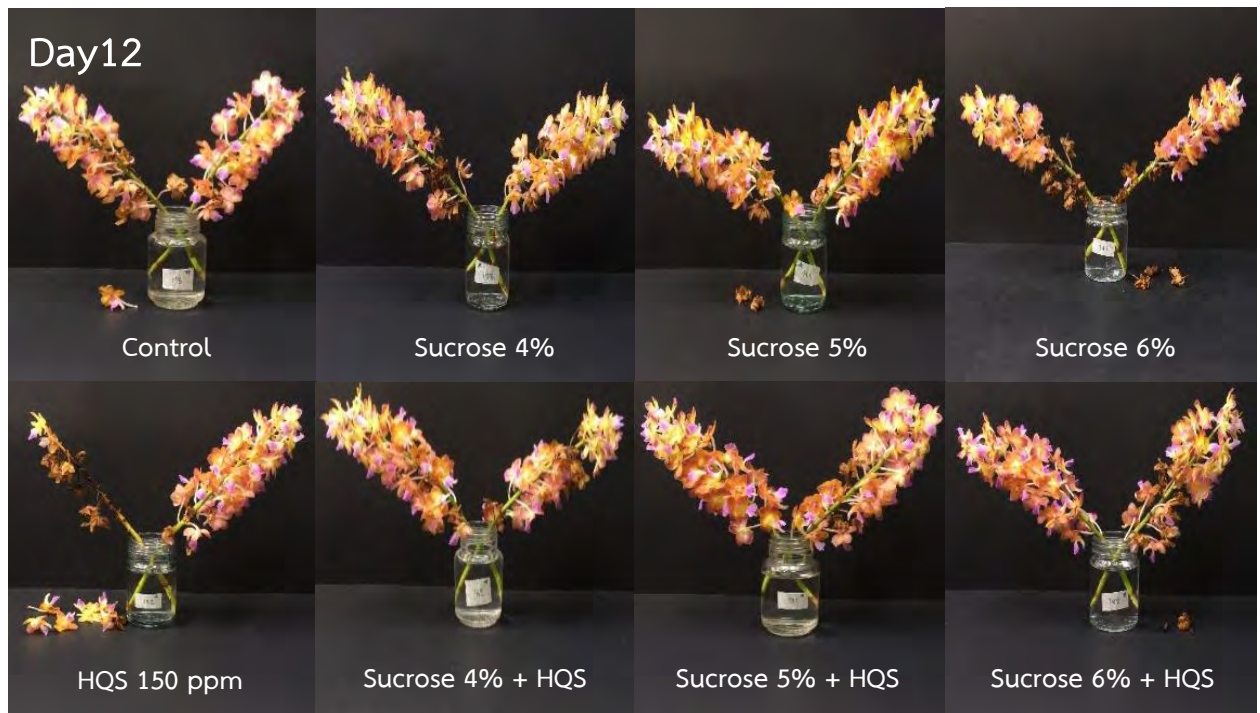 Day12
Control
Sucrose 4%
Sucrose 5%
Sucrose 6%
HQS 150 ppm
Sucrose 4% + HQS
Sucrose 5% + HQS
Sucrose 6% + HQS